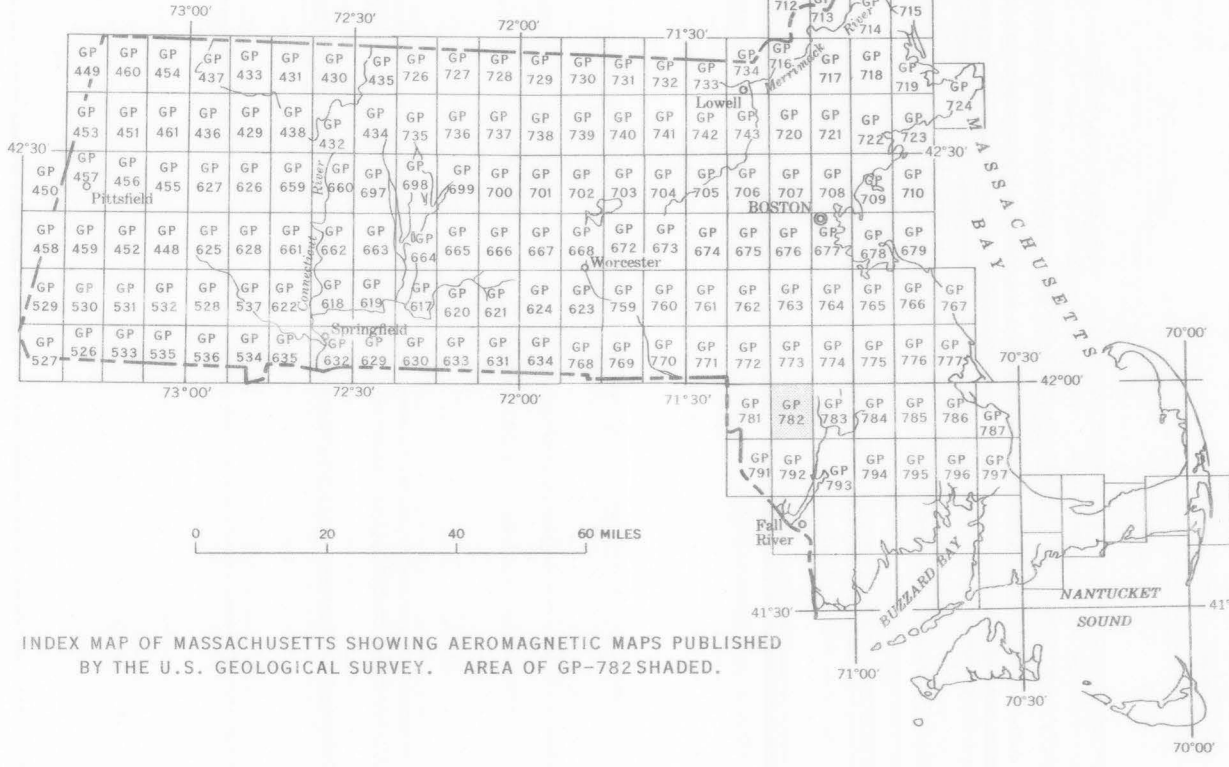 73°00′ 72°30′ 72°00′ 71°30′
712 GP 713 GP 714 715
GP 449 GP 460 GP 454 GP 437 GP 433 GP 431 GP 430 GP 435 GP 726 GP 727 GP 728 GP 729 GP 730 GP 731 GP 732 GP 733 GP 734 GP 716 GP 717 GP 718 GP 719
Merrimack River
Lowell
GP 724
GP 453 GP 451 GP 461 GP 436 GP 429 GP 438 GP 432 GP 434 GP 735 GP 736 GP 737 GP 738 GP 739 GP 740 GP 741 GP 742 GP 743 GP 720 GP 721 GP 722 GP 723
42°30′ 42°30′
GP 450 GP 457 GP 456 GP 455 GP 627 GP 626 GP 659 GP 660 GP 697 GP 698 GP 699 GP 700 GP 701 GP 702 GP 703 GP 704 GP 705 GP 706 GP 707 GP GP 709 GP 710
Pittsfield
BOSTON
MASSACHUSETTS BAY
GP 458 GP 459 GP 452 GP 448 GP 625 GP 628 GP 661 GP 662 GP 663 GP 664 GP 665 GP 666 GP 667 GP 668 GP 672 GP 673 GP 674 GP 675 GP 676 GP 677 GP 678 GP 679
Connecticut River
Worcester
GP 529 GP 530 GP 531 GP 532 GP 528 GP 537 GP 622 GP 618 GP 619 GP 617 GP 620 GP 621 GP 624 GP 623 GP 759 GP 760 GP 761 GP 762 GP 763 GP 764 GP 765 GP 766 GP 767
Springfield
GP 527 GP 526 GP 533 GP 535 GP 536 GP 534 GP 635 GP 632 GP 629 GP 630 GP 633 GP 631 GP 634 GP 768 GP 769 GP 770 GP 771 GP 772 GP 773 GP 774 GP 775 GP 776 GP 777
70°30′ 70°00′
42°00′
73°00′ 72°30′ 72°00′ 71°30′
GP 781 GP 782 GP 783 GP 784 GP 785 GP 786 GP 787
GP 791 GP 792 GP 793 GP 794 GP 795 GP 796 GP 797
Fall
River
0 20 40 60 MILES
BUZZARD BAY
NANTUCKET
SOUND
41°30′ 41°
INDEX MAP OF MASSACHUSETTS SHOWING AEROMAGNETIC MAPS PUBLISHED
BY THE U.S. GEOLOGICAL SURVEY. AREA OF GP-782 SHADED.
71°00′
70°30′
70°00′